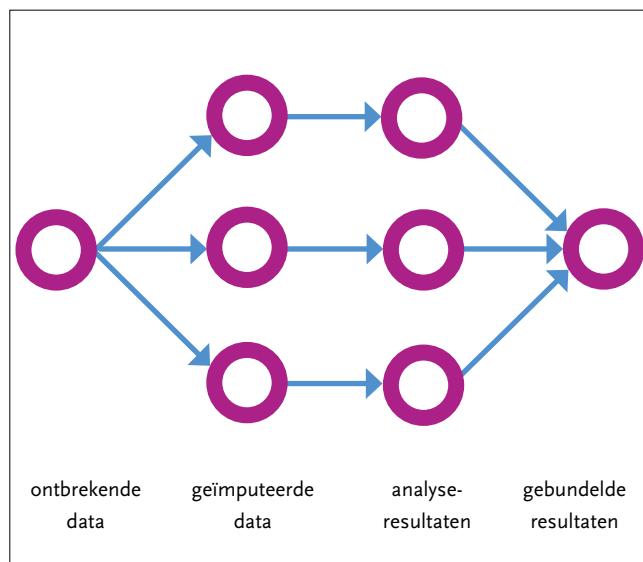 ontbrekende
data
geïmputeerde
data
analyse-
resultaten
gebundelde
resultaten